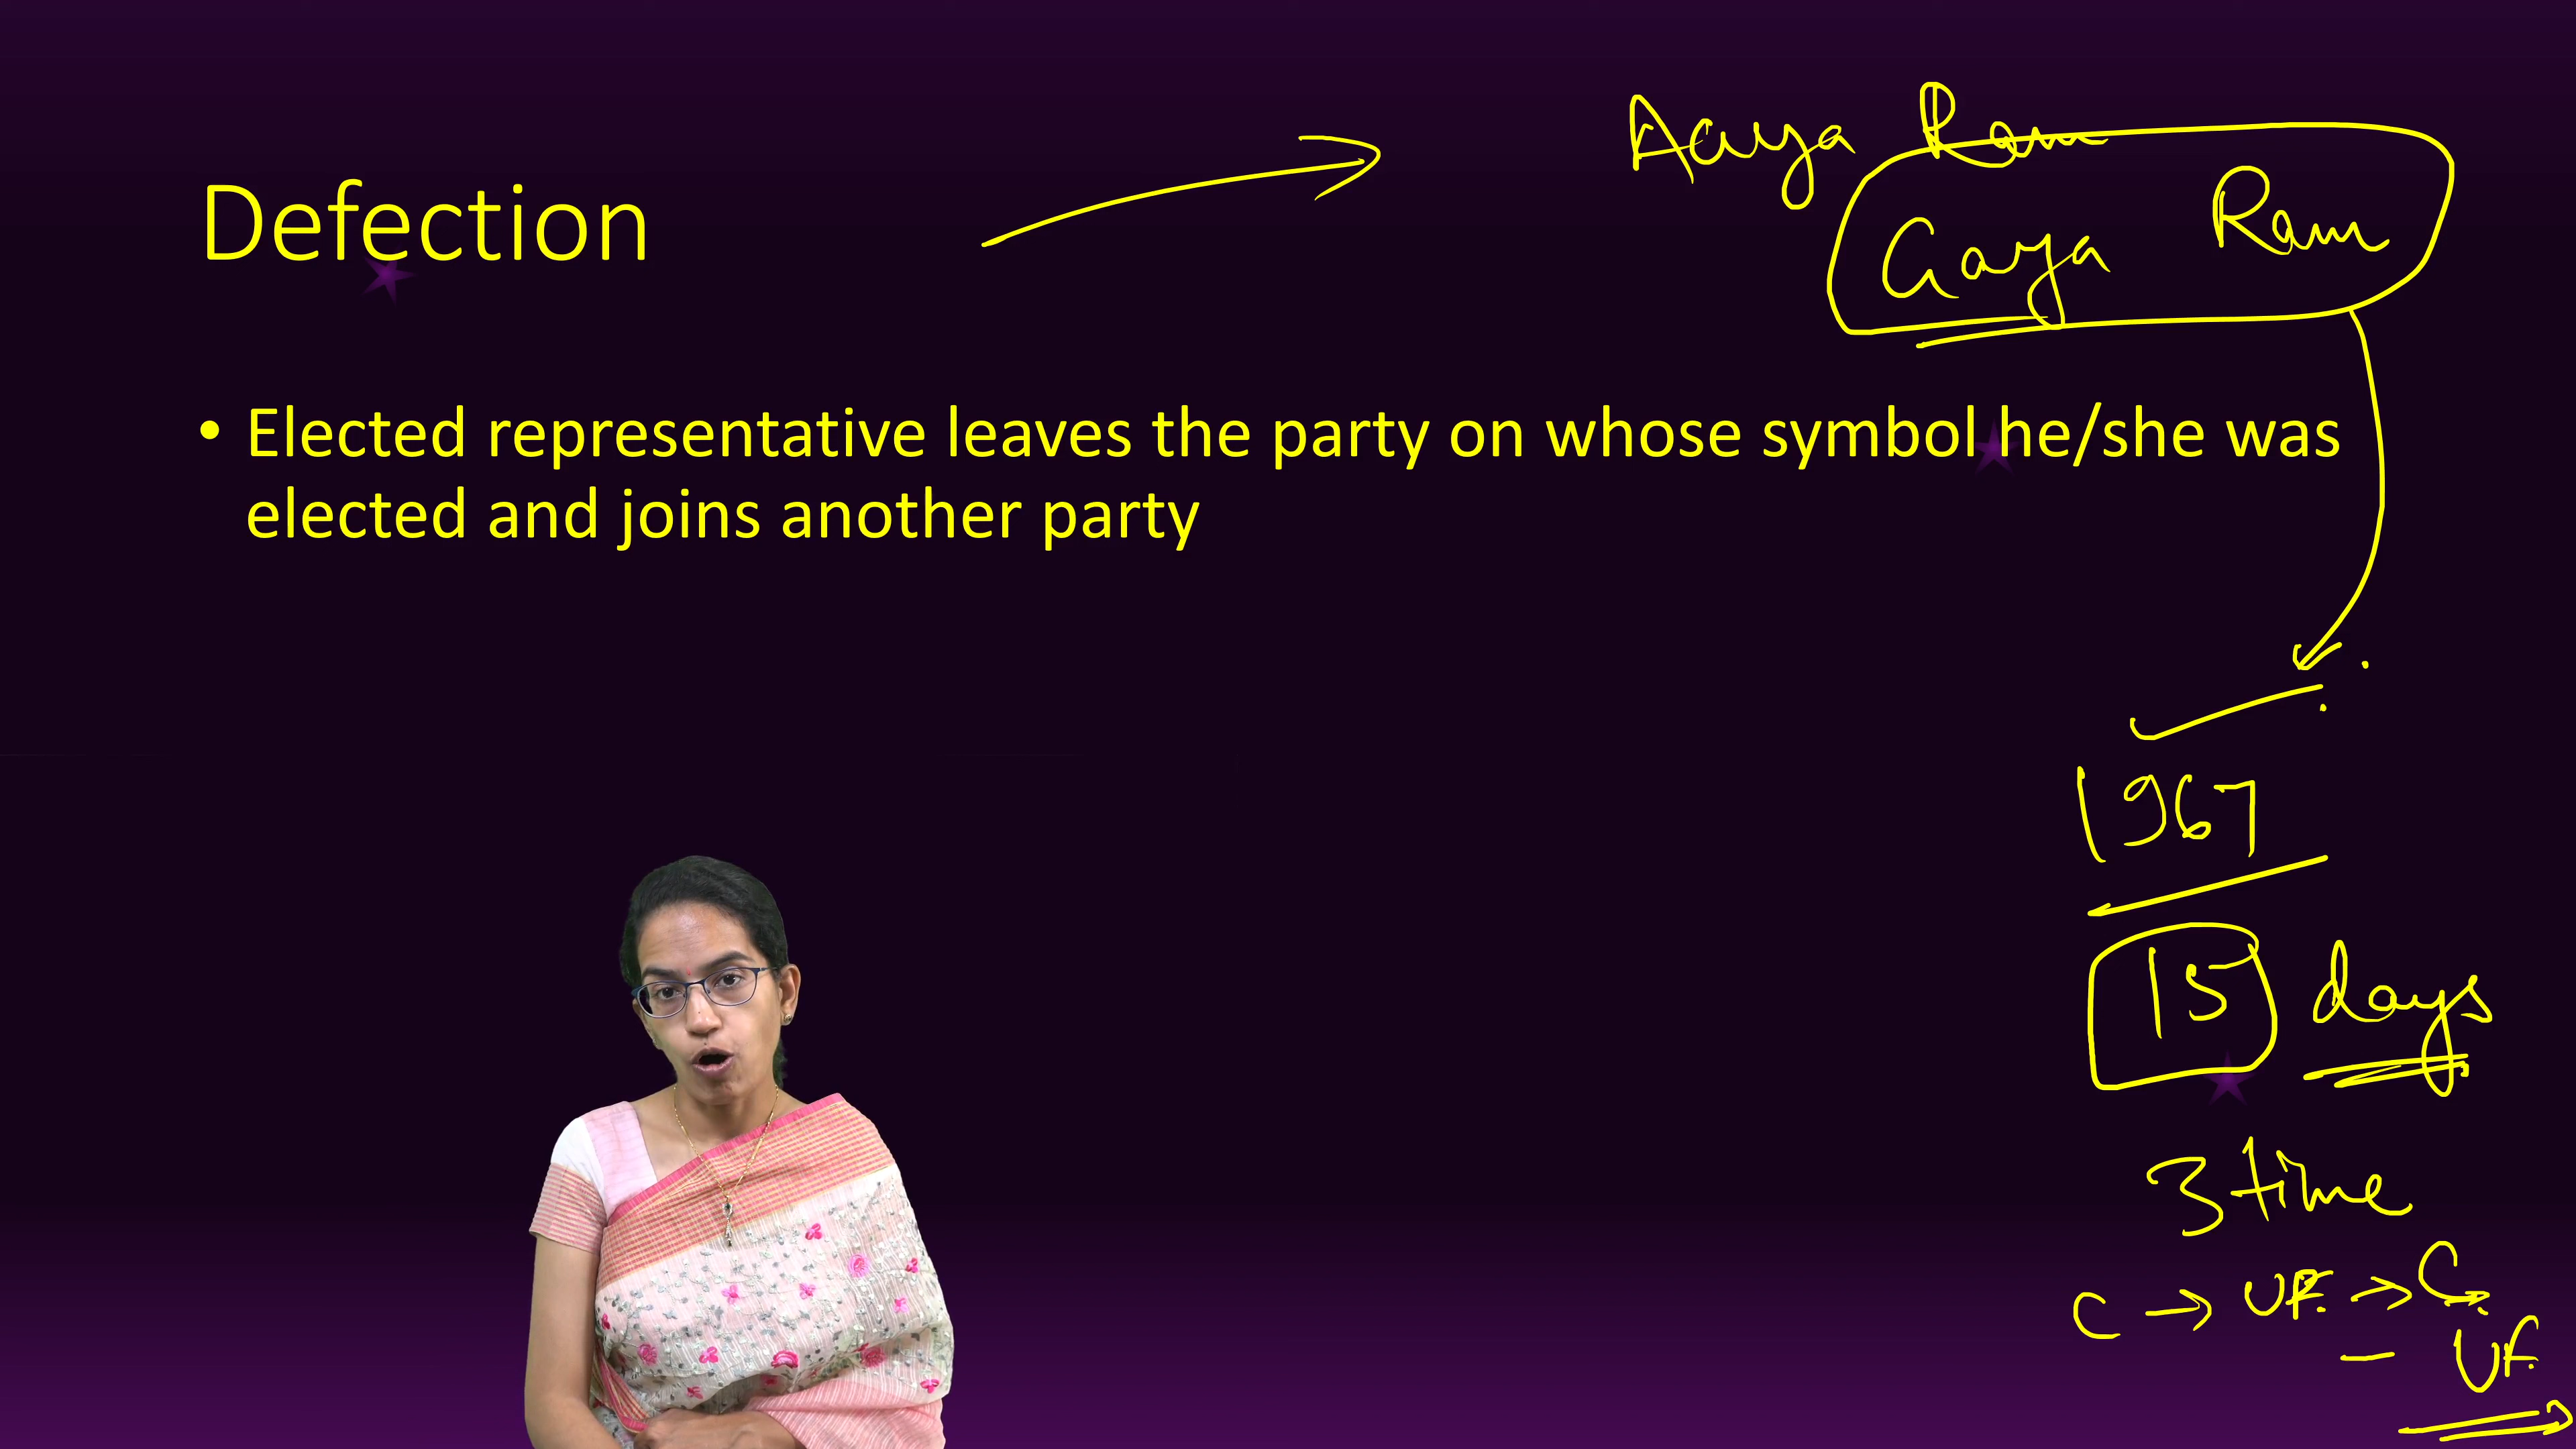 Aaya Ram
Gaya Ram
Defection
• Elected representative leaves the party on whose symbol he/she was
elected and joins another party
1967
15 days
3 time
C → UF. → C →
– UF.